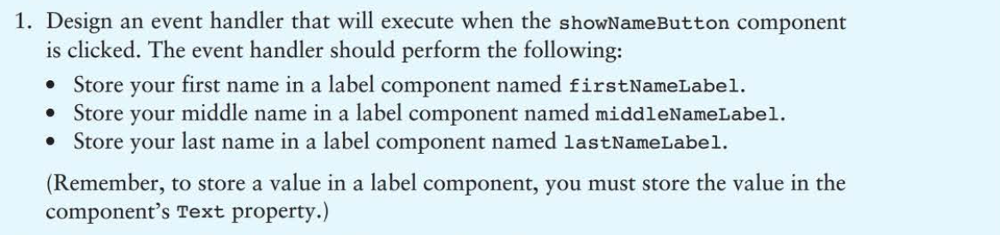 1. Design an event handler that will execute when the showNameButton component
is clicked. The event handler should perform the following:
• Store your first name in a label component named firstNameLabel.
• Store your middle name in a label component named middleNameLabel.
• Store your last name in a label component named lastNameLabel.
(Remember, to store a value in a label component, you must store the value in the
component’s Text property.)